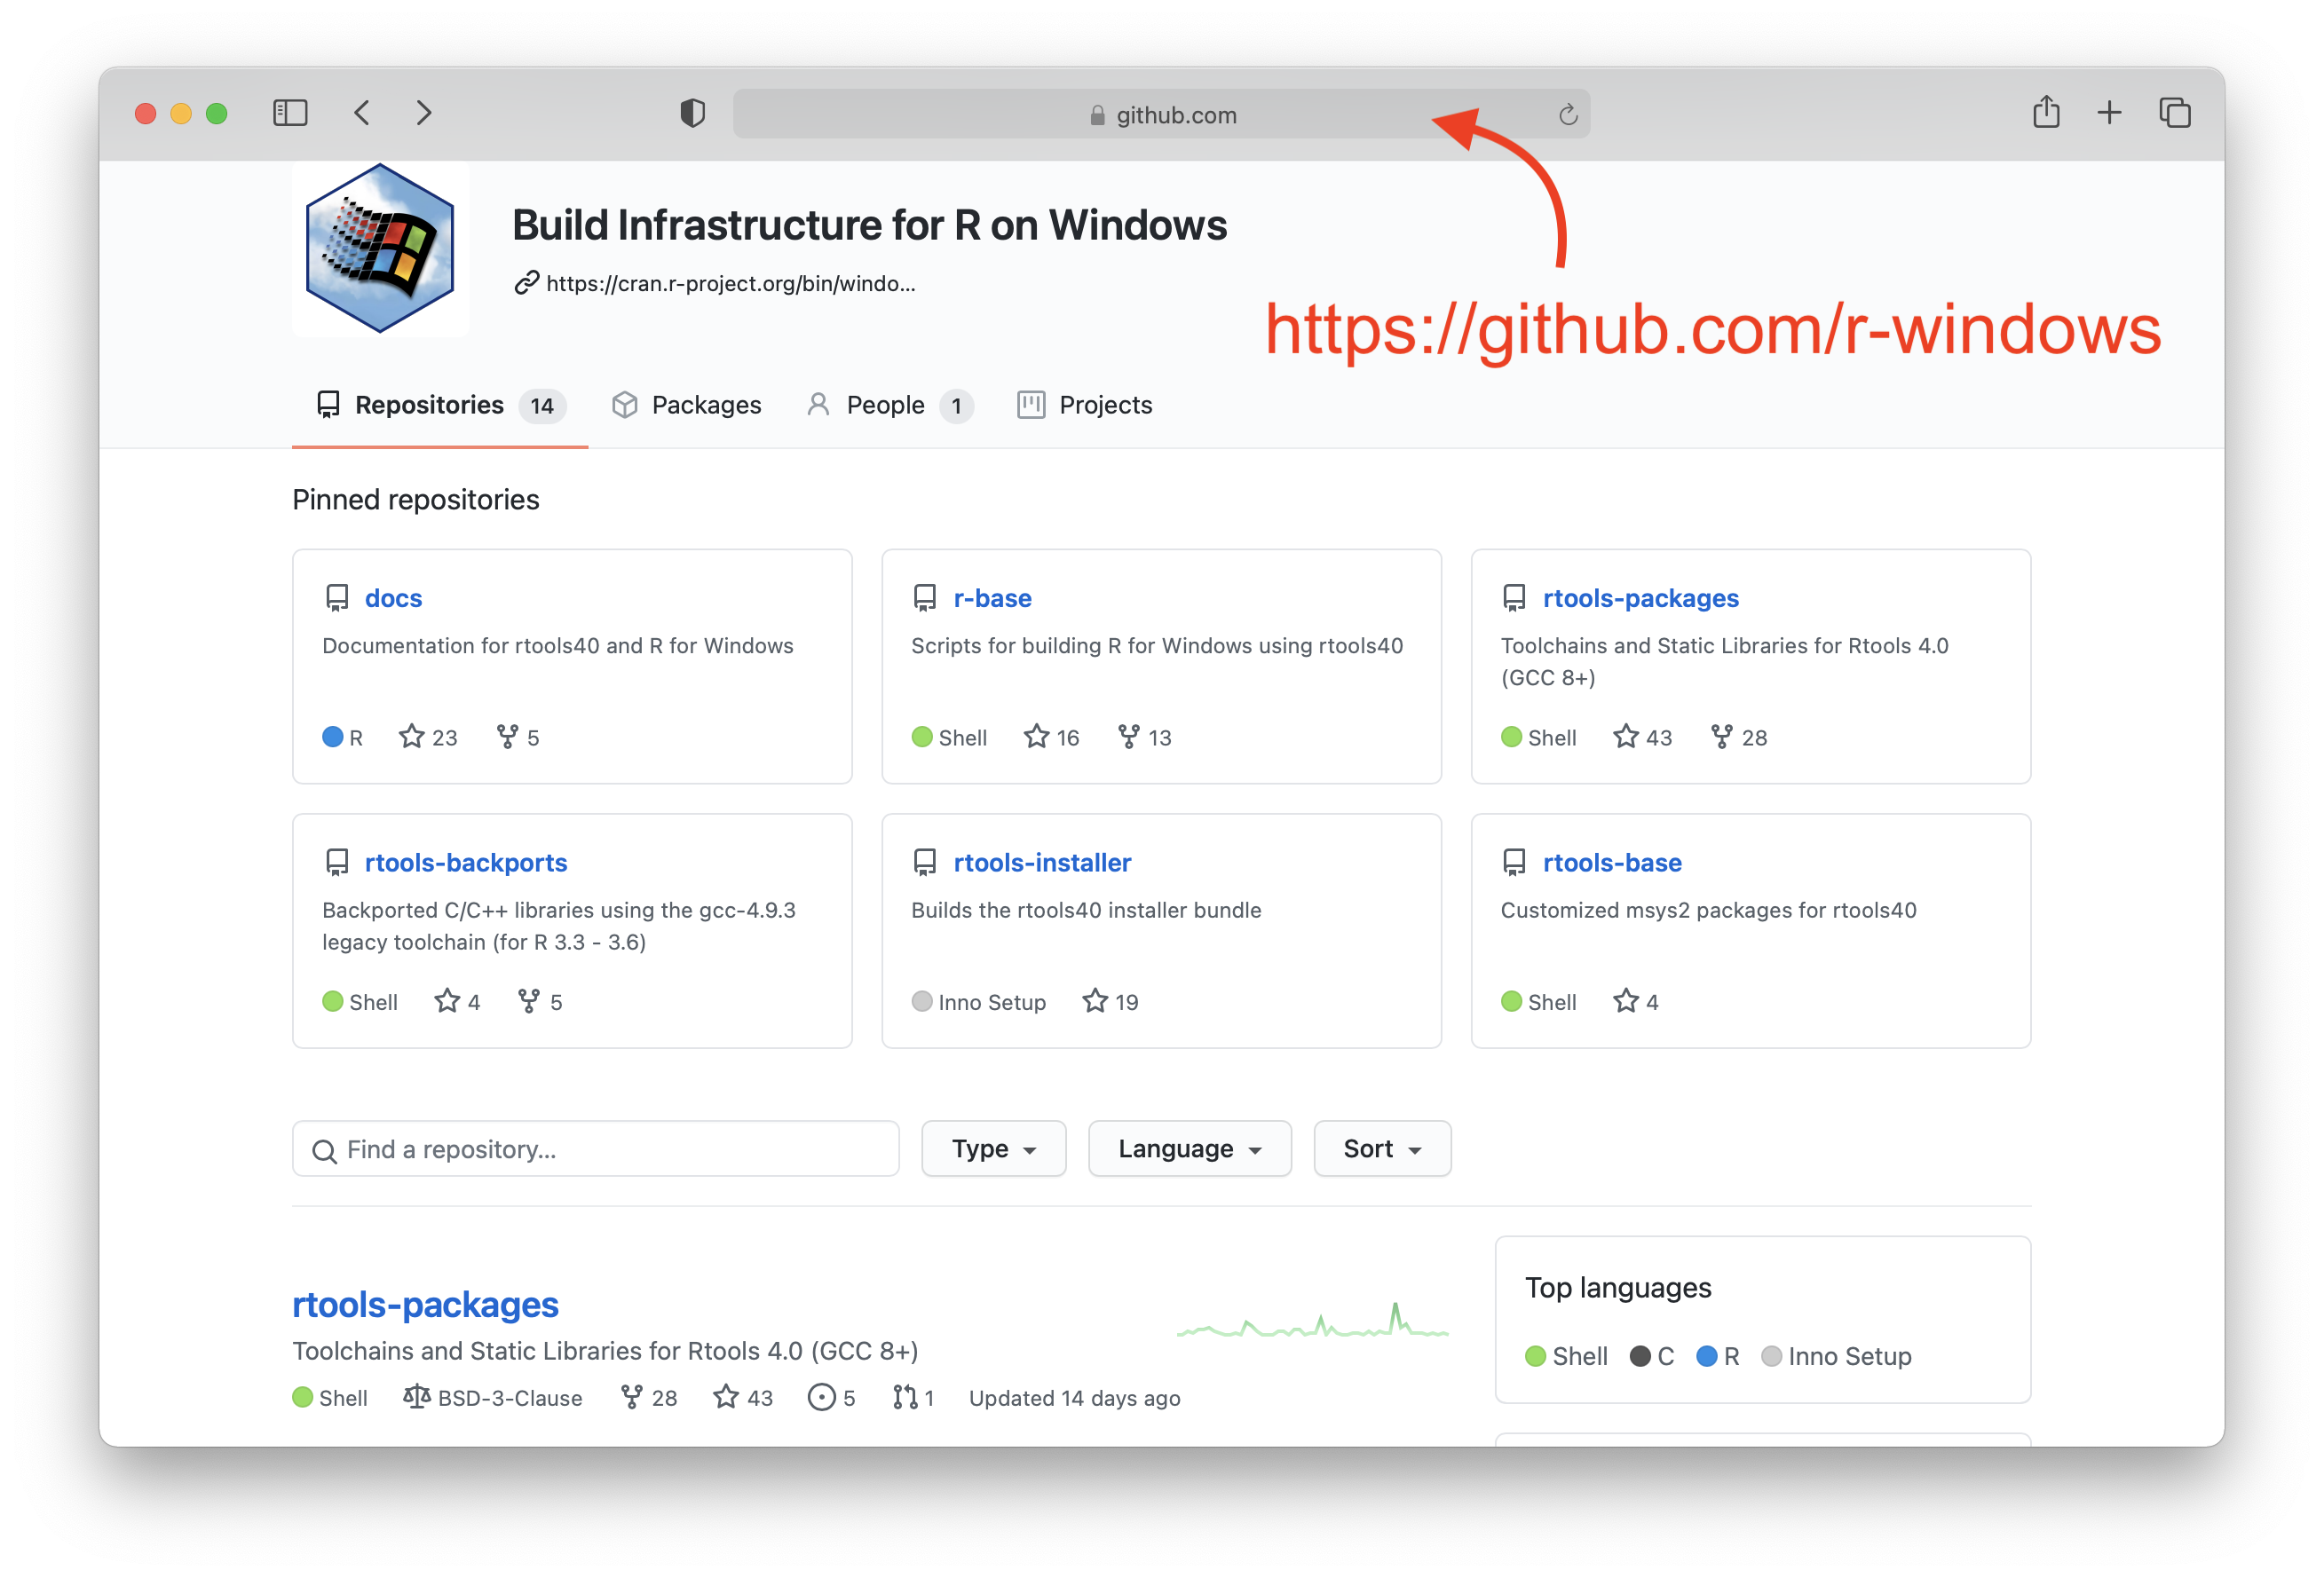 github.com
Build Infrastructure for R on Windows
https://cran.r-project.org/bin/windo...
https://github.com/r-windows
Repositories 14 Packages People 1 Projects
Pinned repositories
docs
Documentation for rtools40 and R for Windows
R 23 5
r-base
Scripts for building R for Windows using rtools40
Shell 16 13
rtools-packages
Toolchains and Static Libraries for Rtools 4.0
(GCC 8+)
Shell 43 28
rtools-backports
Backported C/C++ libraries using the gcc-4.9.3
legacy toolchain (for R 3.3 - 3.6)
Shell 4 5
rtools-installer
Builds the rtools40 installer bundle
Inno Setup 19
rtools-base
Customized msys2 packages for rtools40
Shell 4
Find a repository... Type Language Sort
rtools-packages
Toolchains and Static Libraries for Rtools 4.0 (GCC 8+)
Shell BSD-3-Clause 28 43 5 1 Updated 14 days ago
Top languages
Shell C R Inno Setup